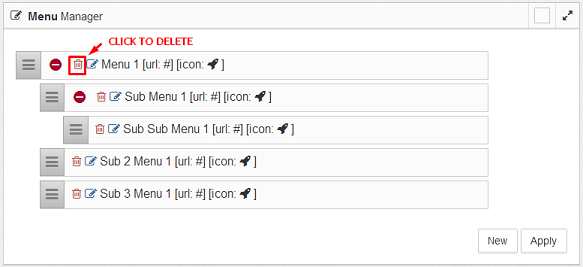 Menu Manager
CLICK TO DELETE
Menu 1 [url: #] [icon: ]
Sub Menu 1 [url: #] [icon: ]
Sub Sub Menu 1 [url: #] [icon: ]
Sub 2 Menu 1 [url: #] [icon: ]
Sub 3 Menu 1 [url: #] [icon: ]
New Apply